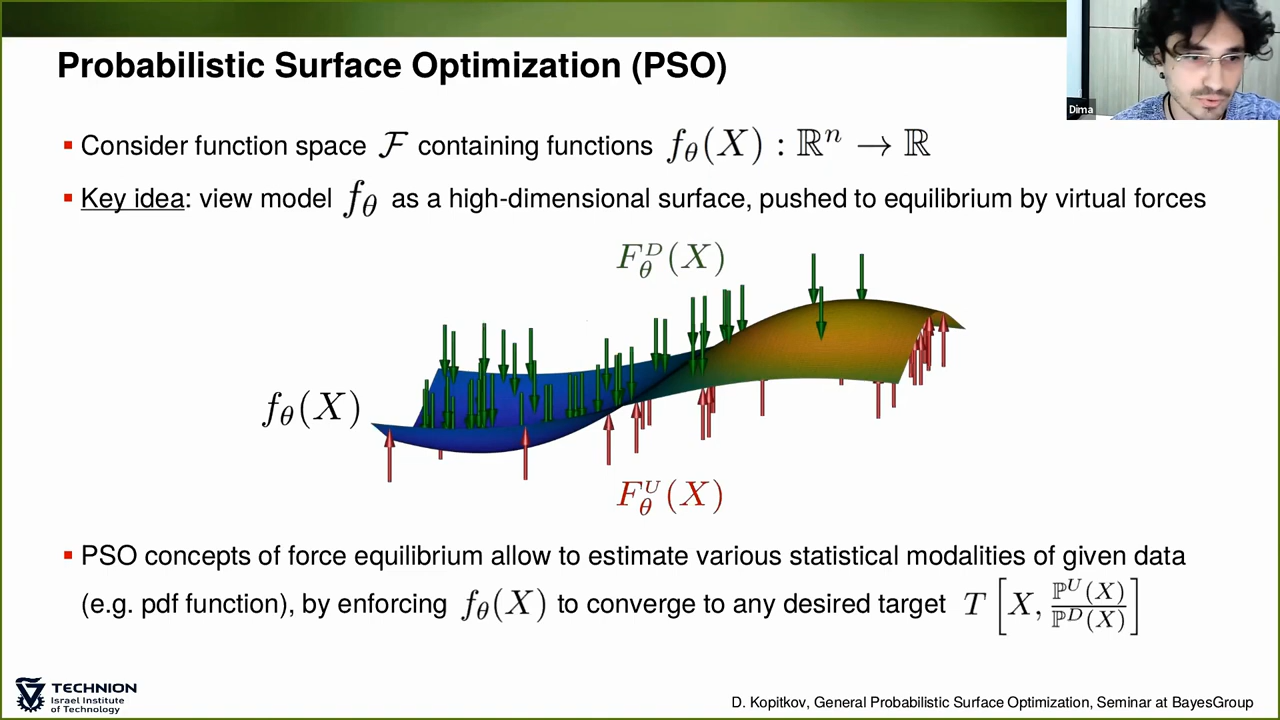 Probabilistic Surface Optimization (PSO)
Dima
▪ Consider function space ℱ containing functions f_θ(X) : ℝⁿ → ℝ
▪ Key idea: view model f_θ as a high-dimensional surface, pushed to equilibrium by virtual forces
F_θ^D(X)
f_θ(X)
F_θ^U(X)
▪ PSO concepts of force equilibrium allow to estimate various statistical modalities of given data
(e.g. pdf function), by enforcing f_θ(X) to converge to any desired target T [X, ℙ^U(X)/ℙ^D(X)]
TECHNION
Israel Institute
of Technology
D. Kopitkov, General Probabilistic Surface Optimization, Seminar at BayesGroup